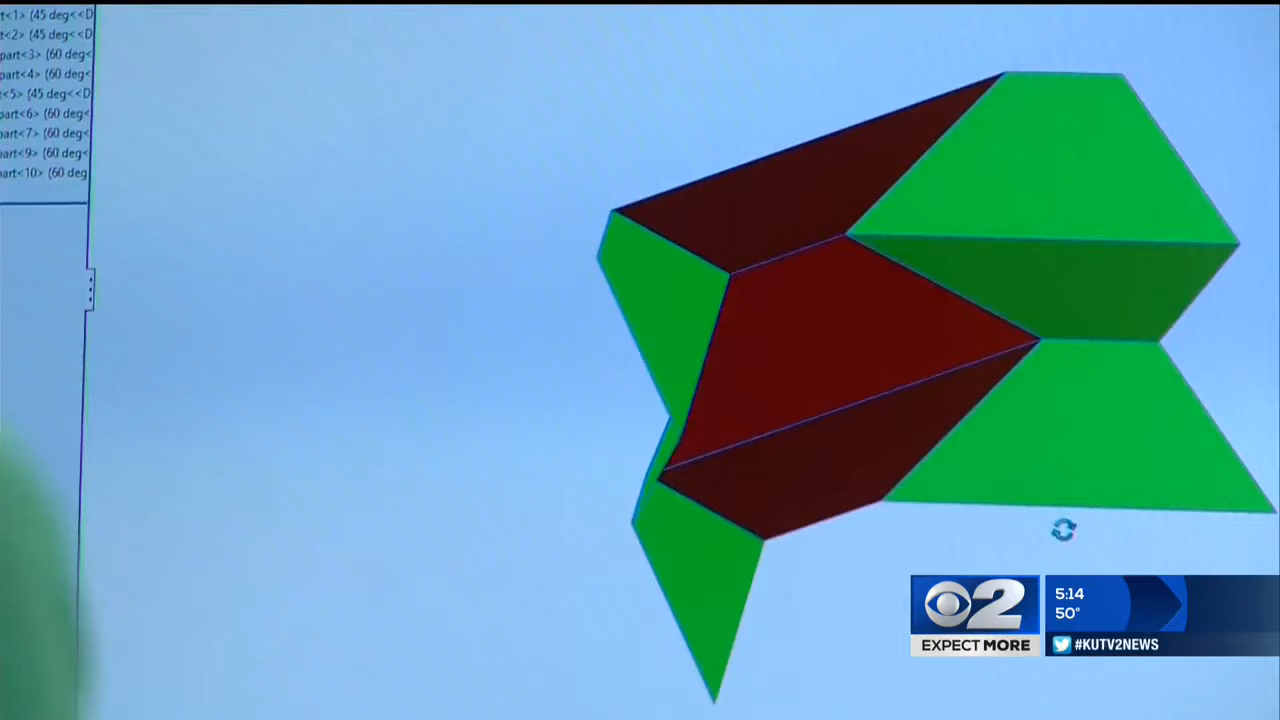 t<1> (45 deg<<D
t<2> (45 deg<<D
part<3> (60 deg<
part<4> (60 deg<
t<5> (45 deg<<D
part<6> (60 deg<
part<7> (60 deg<
part<9> (60 deg<
part<10> (60 deg
2
5:14
50°
EXPECT MORE
#KUTV2NEWS